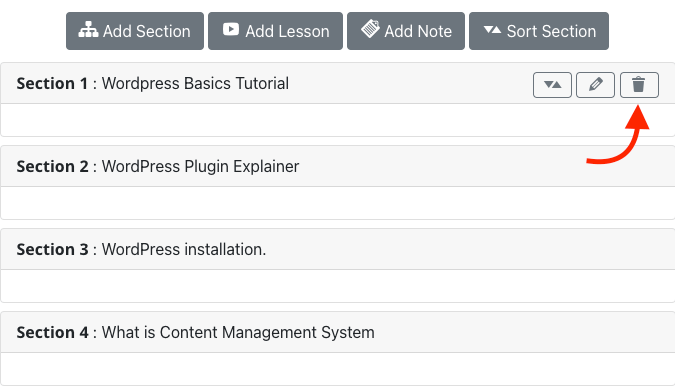 Add Section Add Lesson Add Note Sort Section
Section 1 : Wordpress Basics Tutorial
Section 2 : WordPress Plugin Explainer
Section 3 : WordPress installation.
Section 4 : What is Content Management System